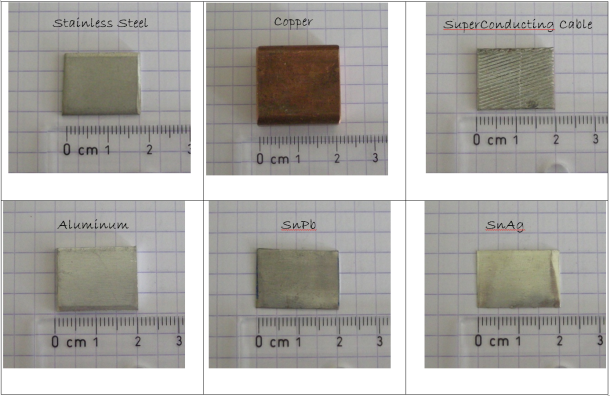 Stainless Steel
Copper
SuperConducting Cable
0 cm 1 2 3
0 cm 1 2 3
0 cm 1 2 3
Aluminum
SnPb
SnAg
0 cm 1 2 3
0 cm 1 2 3
0 cm 1 2 3